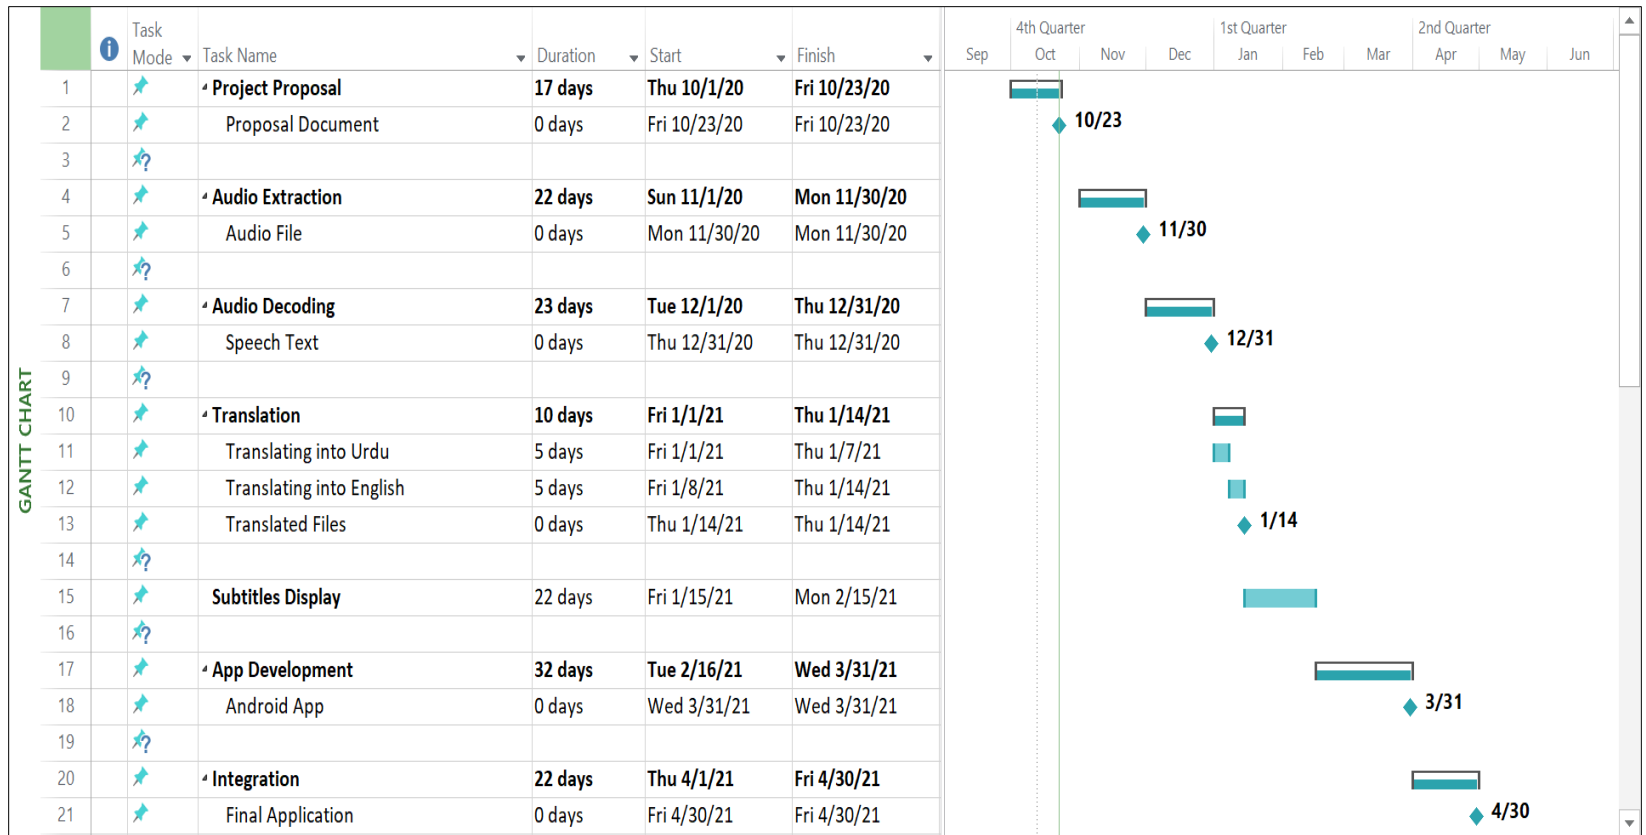 GANTT CHART
Task Mode Task Name Duration Start Finish
4th Quarter 1st Quarter 2nd Quarter
Sep Oct Nov Dec Jan Feb Mar Apr May Jun
1 Project Proposal 17 days Thu 10/1/20 Fri 10/23/20
2 Proposal Document 0 days Fri 10/23/20 Fri 10/23/20 10/23
3 ?
4 Audio Extraction 22 days Sun 11/1/20 Mon 11/30/20
5 Audio File 0 days Mon 11/30/20 Mon 11/30/20 11/30
6 ?
7 Audio Decoding 23 days Tue 12/1/20 Thu 12/31/20
8 Speech Text 0 days Thu 12/31/20 Thu 12/31/20 12/31
9 ?
10 Translation 10 days Fri 1/1/21 Thu 1/14/21
11 Translating into Urdu 5 days Fri 1/1/21 Thu 1/7/21
12 Translating into English 5 days Fri 1/8/21 Thu 1/14/21
13 Translated Files 0 days Thu 1/14/21 Thu 1/14/21 1/14
14 ?
15 Subtitles Display 22 days Fri 1/15/21 Mon 2/15/21
16 ?
17 App Development 32 days Tue 2/16/21 Wed 3/31/21
18 Android App 0 days Wed 3/31/21 Wed 3/31/21 3/31
19 ?
20 Integration 22 days Thu 4/1/21 Fri 4/30/21
21 Final Application 0 days Fri 4/30/21 Fri 4/30/21 4/30